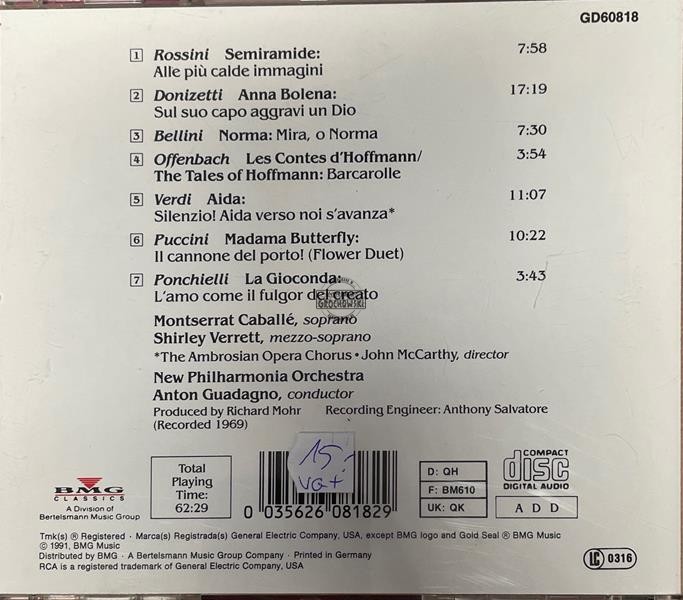 GD60818
1 Rossini Semiramide: 7:58
Alle più calde immagini
2 Donizetti Anna Bolena: 17:19
Sul suo capo aggravi un Dio
3 Bellini Norma: Mira, o Norma 7:30
4 Offenbach Les Contes d'Hoffmann/ 3:54
The Tales of Hoffmann: Barcarolle
5 Verdi Aida: 11:07
Silenzio! Aida verso noi s'avanza*
6 Puccini Madama Butterfly: 10:22
Il cannone del porto! (Flower Duet)
7 Ponchielli La Gioconda: 3:43
L'amo come il fulgor del creato
GROCHOWSKI
Montserrat Caballé, soprano
Shirley Verrett, mezzo-soprano
*The Ambrosian Opera Chorus • John McCarthy, director
New Philharmonia Orchestra
Anton Guadagno, conductor
Produced by Richard Mohr Recording Engineer: Anthony Salvatore
(Recorded 1969)
BMG
CLASSICS
A Division of
Bertelsmann Music Group
Total
Playing
Time:
62:29
15,-
VG+
0 035626 081829
D: QH
F: BM610
UK: QK
COMPACT
disc
DIGITAL AUDIO
ADD
Tmk(s) ® Registered • Marca(s) Registrada(s) General Electric Company, USA, except BMG logo and Gold Seal ® BMG Music
© 1991, BMG Music
Distributed by BMG • A Bertelsmann Music Group Company • Printed in Germany
RCA is a registered trademark of General Electric Company, USA
LC 0316